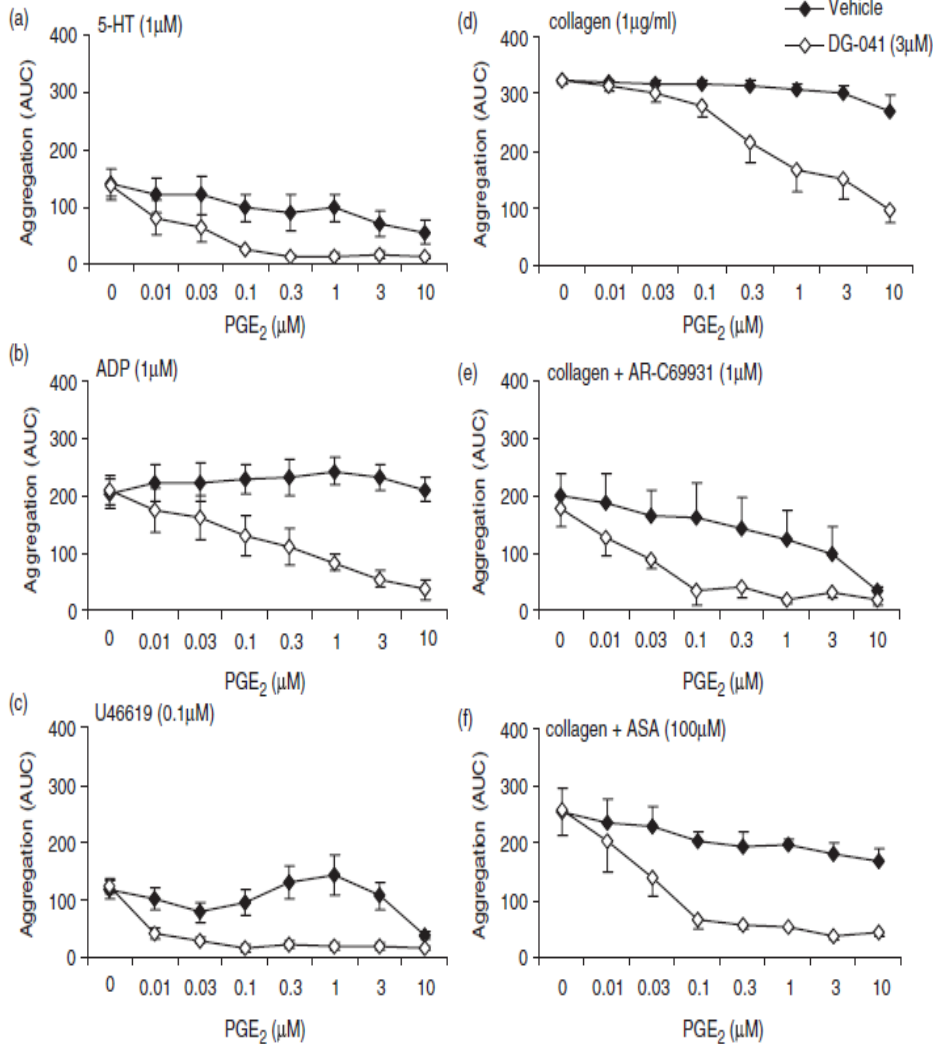 (a)
5-HT (1μM)
Aggregation (AUC)
400
300
200
100
0
0 0.01 0.03 0.1 0.3 1 3 10
PGE₂ (μM)
(b)
ADP (1μM)
Aggregation (AUC)
400
300
200
100
0
0 0.01 0.03 0.1 0.3 1 3 10
PGE₂ (μM)
(c)
U46619 (0.1μM)
Aggregation (AUC)
400
300
200
100
0
0 0.01 0.03 0.1 0.3 1 3 10
PGE₂ (μM)
Vehicle
DG-041 (3μM)
(d)
collagen (1μg/ml)
Aggregation (AUC)
400
300
200
100
0
0 0.01 0.03 0.1 0.3 1 3 10
PGE₂ (μM)
(e)
collagen + AR-C69931 (1μM)
Aggregation (AUC)
400
300
200
100
0
0 0.01 0.03 0.1 0.3 1 3 10
PGE₂ (μM)
(f)
collagen + ASA (100μM)
Aggregation (AUC)
400
300
200
100
0
0 0.01 0.03 0.1 0.3 1 3 10
PGE₂ (μM)